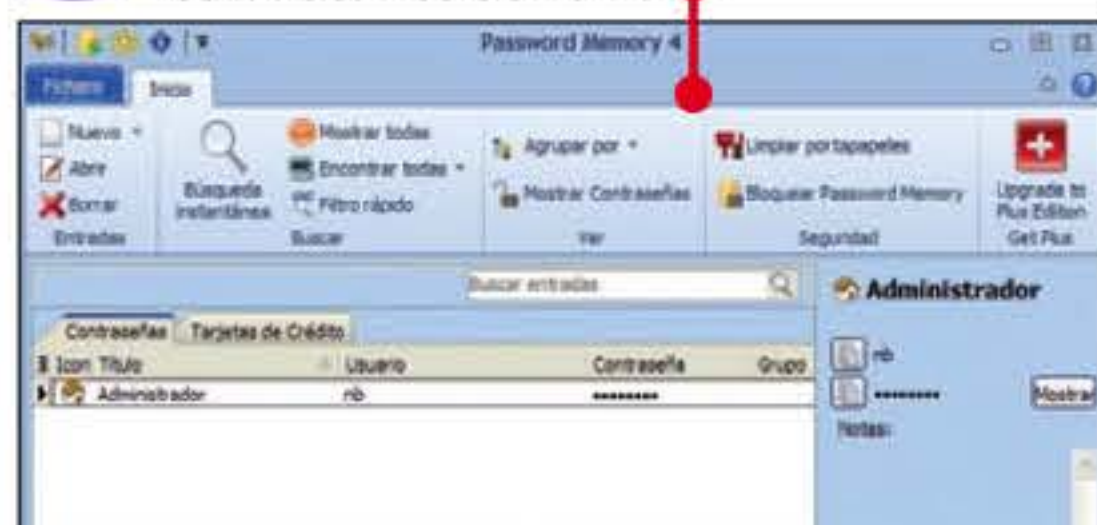 Password Memory 4
Fichero Inicio
Nuevo
Abrir
Borrar
Entradas
Búsqueda instantánea
Mostrar todas
Encontrar todas
Filtro rápido
Buscar
Agrupar por
Mostrar Contraseñas
Ver
Limpiar portapapeles
Bloquear Password Memory
Seguridad
Upgrade to
Plus Edition
Get Plus
Buscar entradas
Contraseñas Tarjetas de Crédito
Icon Título Usuario Contraseña Grupo
Administrador nb ••••••••
Administrador
nb
•••••••• Mostrar
Notas: